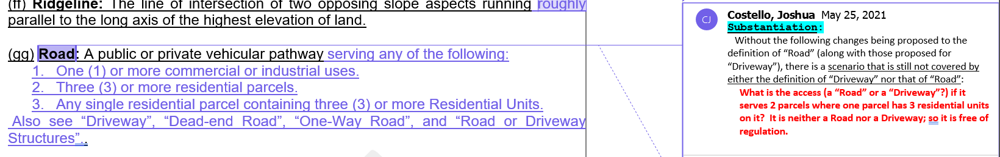 (ff) Ridgeline: The line of intersection of two opposing slope aspects running roughly
parallel to the long axis of the highest elevation of land.
(gg) Road: A public or private vehicular pathway serving any of the following:
1. One (1) or more commercial or industrial uses.
2. Three (3) or more residential parcels.
3. Any single residential parcel containing three (3) or more Residential Units.
Also see “Driveway”, “Dead-end Road”, “One-Way Road”, and “Road or Driveway
Structures”..
CJ
Costello, Joshua May 25, 2021
Substantiation:
Without the following changes being proposed to the
definition of “Road” (along with those proposed for
“Driveway”), there is a scenario that is still not covered by
either the definition of “Driveway” nor that of “Road”:
What is the access (a “Road” or a “Driveway”?) if it
serves 2 parcels where one parcel has 3 residential units
on it? It is neither a Road nor a Driveway; so it is free of
regulation.